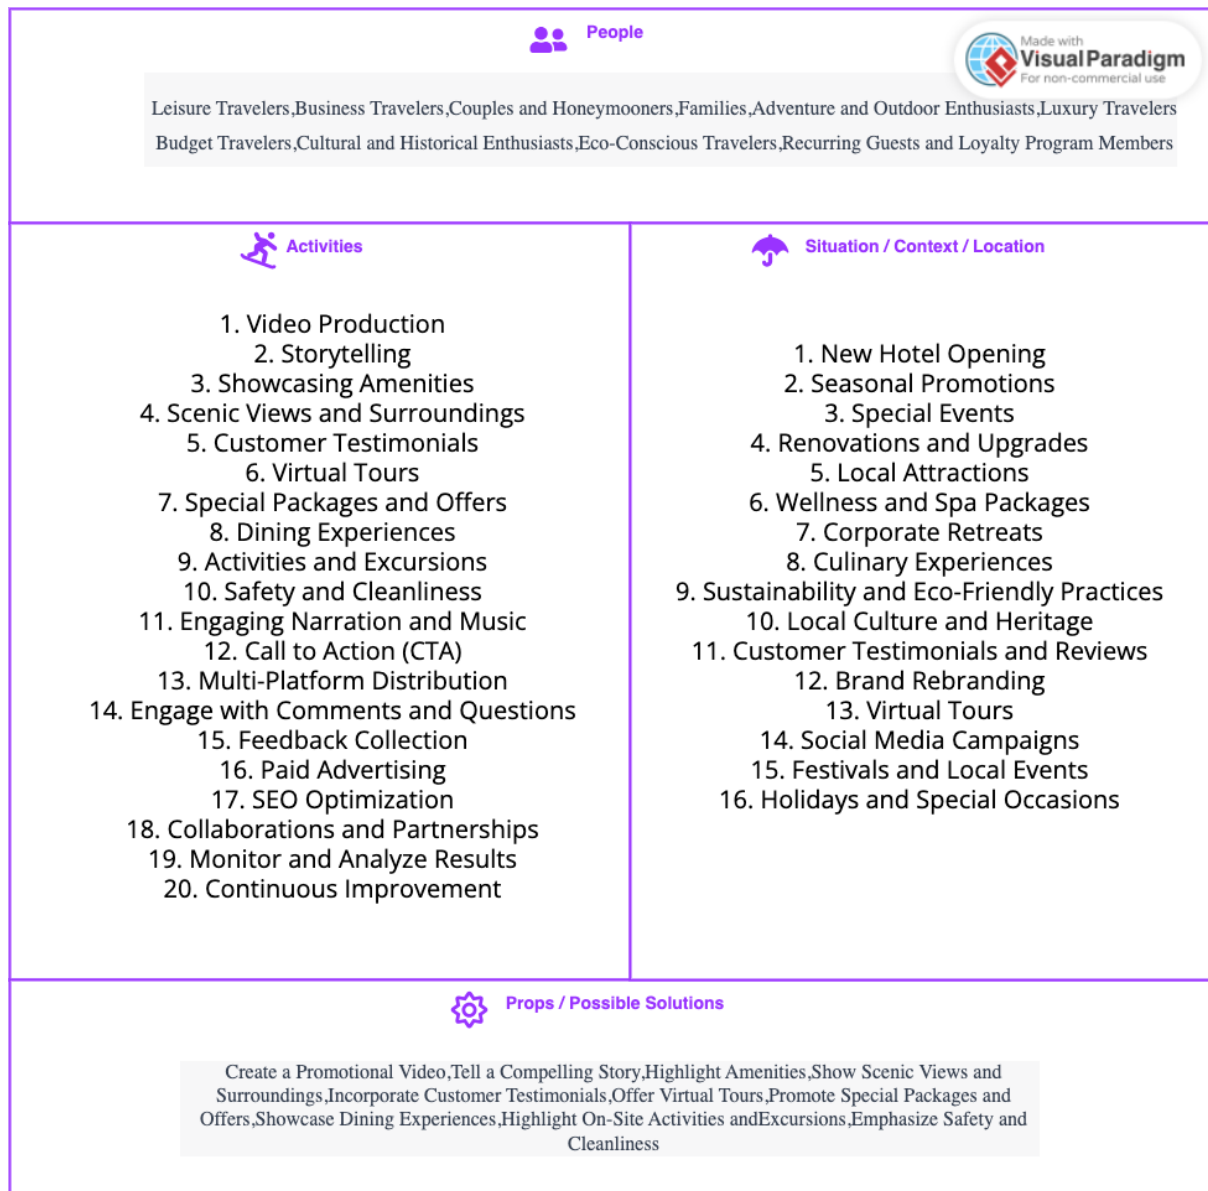 People
Made with
Visual Paradigm
For non-commercial use
Leisure Travelers,Business Travelers,Couples and Honeymooners,Families,Adventure and Outdoor Enthusiasts,Luxury Travelers
Budget Travelers,Cultural and Historical Enthusiasts,Eco-Conscious Travelers,Recurring Guests and Loyalty Program Members
Activities
1. Video Production
2. Storytelling
3. Showcasing Amenities
4. Scenic Views and Surroundings
5. Customer Testimonials
6. Virtual Tours
7. Special Packages and Offers
8. Dining Experiences
9. Activities and Excursions
10. Safety and Cleanliness
11. Engaging Narration and Music
12. Call to Action (CTA)
13. Multi-Platform Distribution
14. Engage with Comments and Questions
15. Feedback Collection
16. Paid Advertising
17. SEO Optimization
18. Collaborations and Partnerships
19. Monitor and Analyze Results
20. Continuous Improvement
Situation / Context / Location
1. New Hotel Opening
2. Seasonal Promotions
3. Special Events
4. Renovations and Upgrades
5. Local Attractions
6. Wellness and Spa Packages
7. Corporate Retreats
8. Culinary Experiences
9. Sustainability and Eco-Friendly Practices
10. Local Culture and Heritage
11. Customer Testimonials and Reviews
12. Brand Rebranding
13. Virtual Tours
14. Social Media Campaigns
15. Festivals and Local Events
16. Holidays and Special Occasions
Props / Possible Solutions
Create a Promotional Video,Tell a Compelling Story,Highlight Amenities,Show Scenic Views and
Surroundings,Incorporate Customer Testimonials,Offer Virtual Tours,Promote Special Packages and
Offers,Showcase Dining Experiences,Highlight On-Site Activities andExcursions,Emphasize Safety and
Cleanliness